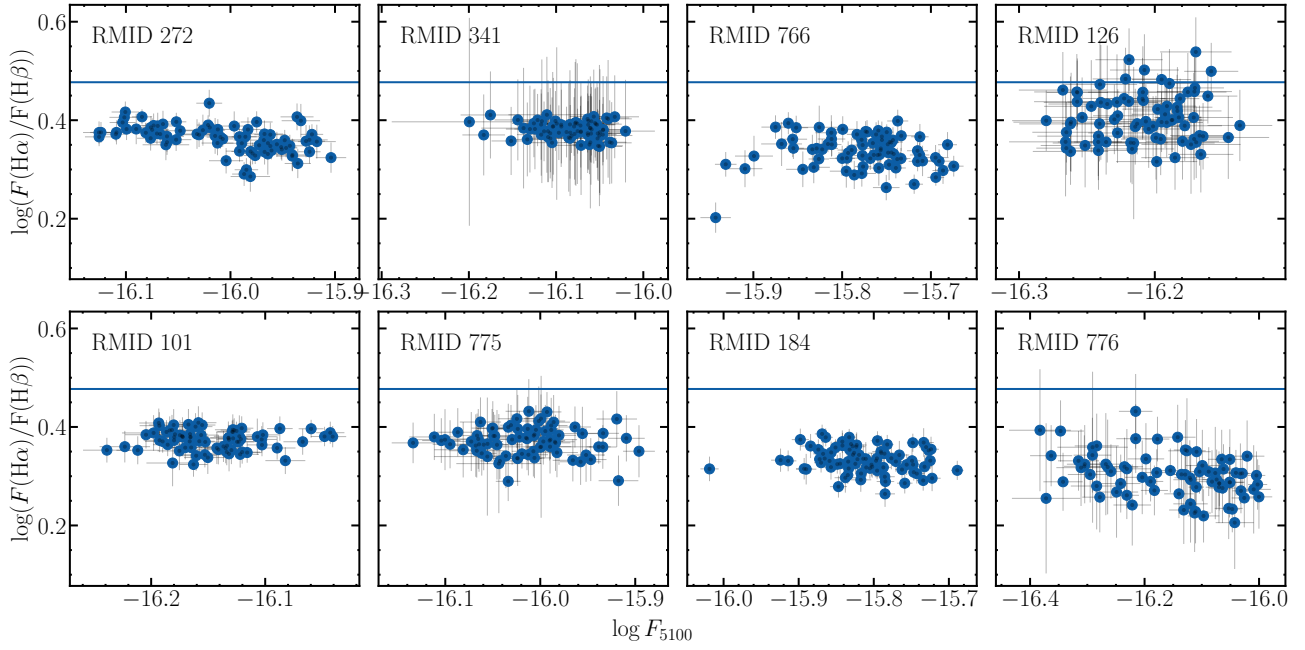 0.6
RMID 272
RMID 341
RMID 766
RMID 126
0.4
0.2
log(F(Hα)/F(Hβ))
−16.1 −16.0 −15.9
−16.3 −16.2 −16.1 −16.0
−15.9 −15.8 −15.7
−16.3 −16.2
0.6
RMID 101
RMID 775
RMID 184
RMID 776
0.4
0.2
log(F(Hα)/F(Hβ))
−16.2 −16.1
−16.1 −16.0 −15.9
−16.0 −15.9 −15.8 −15.7
−16.4 −16.2 −16.0
log F5100